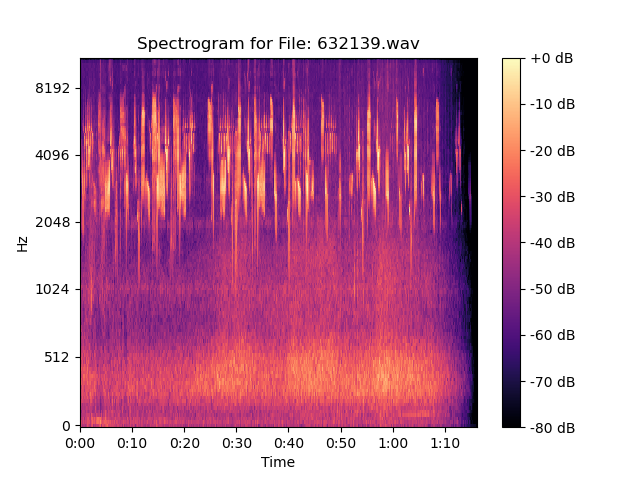 Spectrogram for File: 632139.wav
Hz
8192
4096
2048
1024
512
0
0:00 0:10 0:20 0:30 0:40 0:50 1:00 1:10
Time
+0 dB
-10 dB
-20 dB
-30 dB
-40 dB
-50 dB
-60 dB
-70 dB
-80 dB